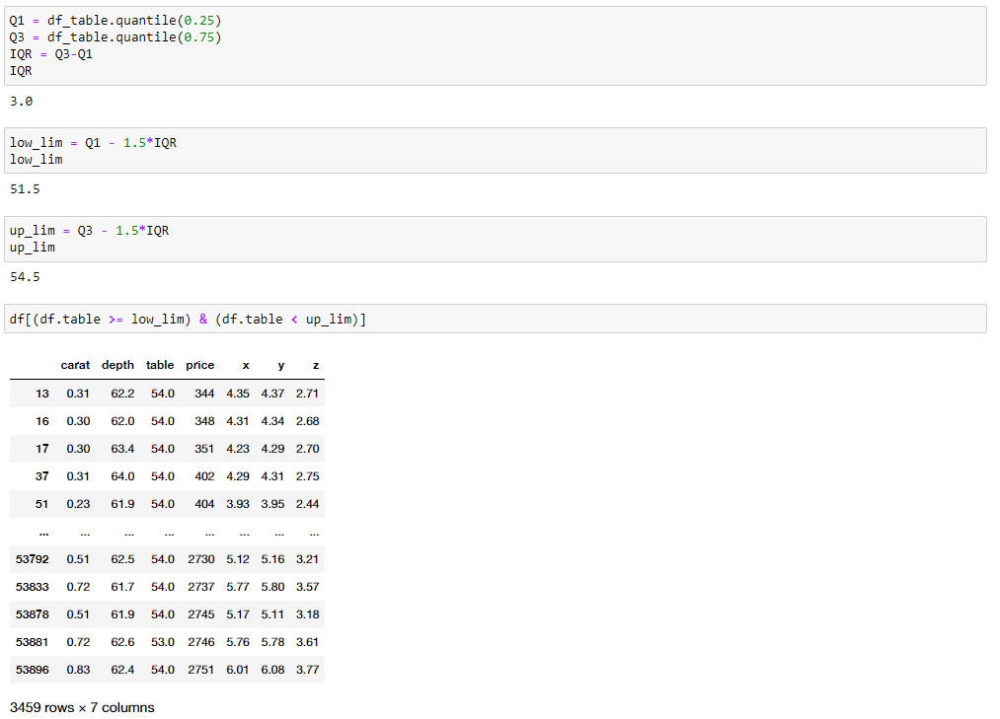 Q1 = df_table.quantile(0.25)
Q3 = df_table.quantile(0.75)
IQR = Q3-Q1
IQR
3.0
low_lim = Q1 - 1.5*IQR
low_lim
51.5
up_lim = Q3 - 1.5*IQR
up_lim
54.5
df[(df.table >= low_lim) & (df.table < up_lim)]
carat depth table price x y z
13 0.31 62.2 54.0 344 4.35 4.37 2.71
16 0.30 62.0 54.0 348 4.31 4.34 2.68
17 0.30 63.4 54.0 351 4.23 4.29 2.70
37 0.31 64.0 54.0 402 4.29 4.31 2.75
51 0.23 61.9 54.0 404 3.93 3.95 2.44
... ... ... ... ... ... ... ...
53792 0.51 62.5 54.0 2730 5.12 5.16 3.21
53833 0.72 61.7 54.0 2737 5.77 5.80 3.57
53878 0.51 61.9 54.0 2745 5.17 5.11 3.18
53881 0.72 62.6 53.0 2746 5.76 5.78 3.61
53896 0.83 62.4 54.0 2751 6.01 6.08 3.77
3459 rows × 7 columns